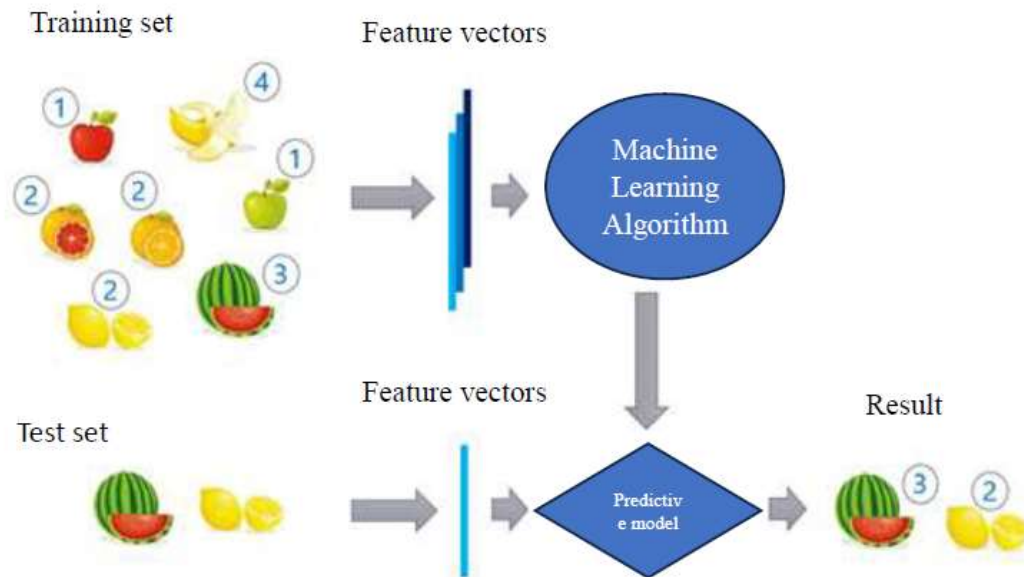 Training set
Feature vectors
4
1
1
2
2
3
2
Machine
Learning
Algorithm
Feature vectors
Result
Test set
Predictiv
e model
3
2